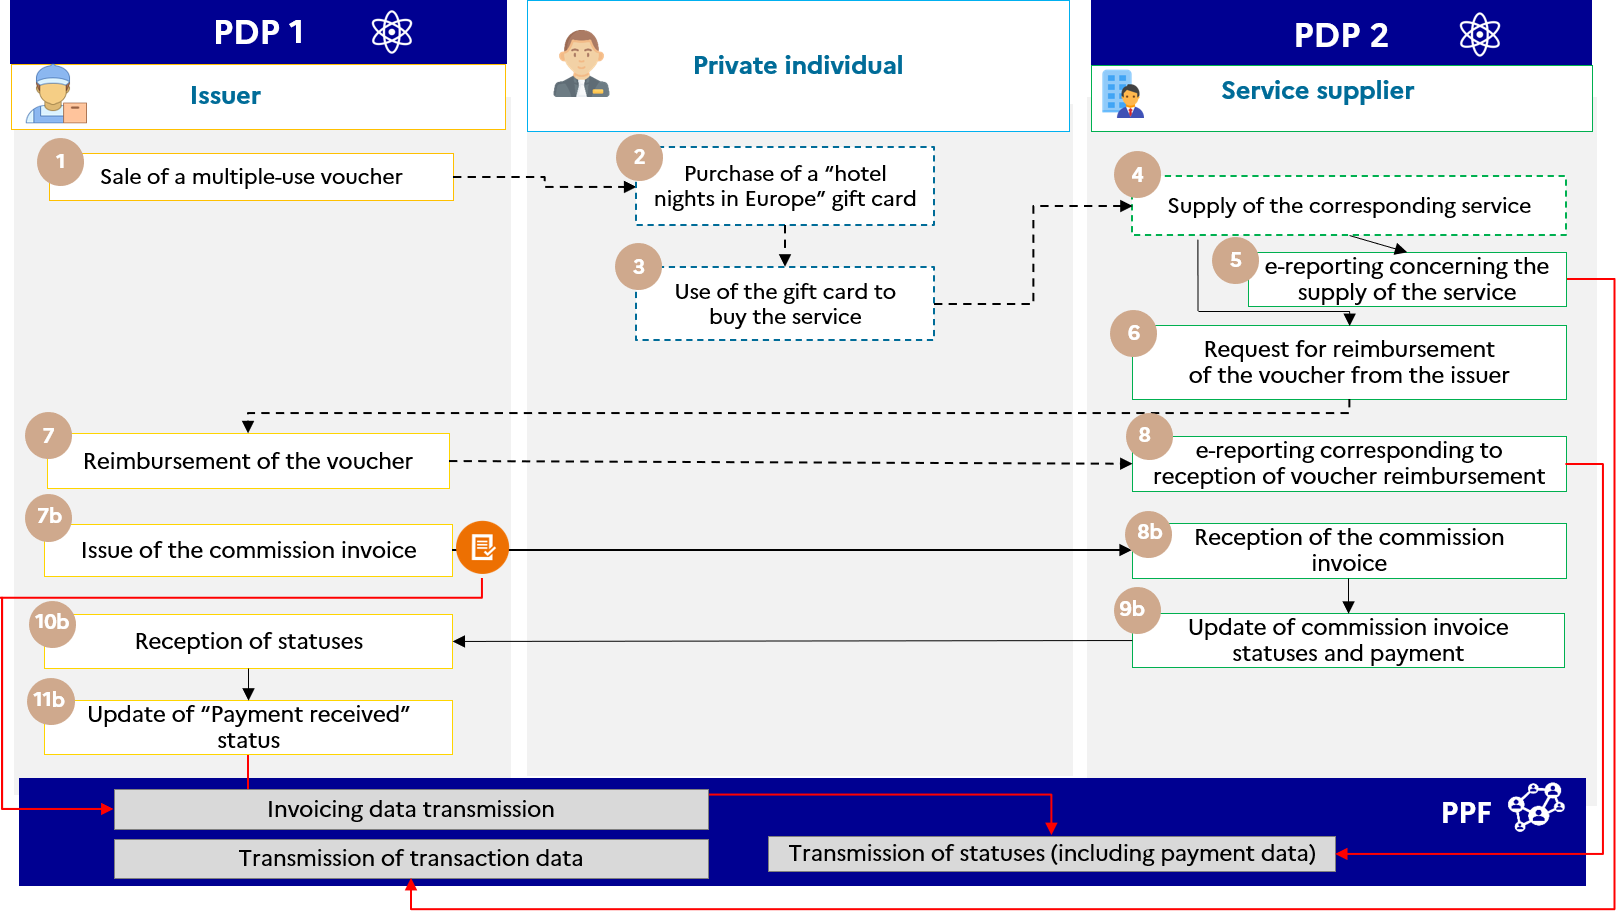 PDP 1
Issuer
Private individual
PDP 2
Service supplier
1
Sale of a multiple-use voucher
2
Purchase of a “hotel
nights in Europe” gift card
3
Use of the gift card to
buy the service
4
Supply of the corresponding service
5
e-reporting concerning the
supply of the service
6
Request for reimbursement
of the voucher from the issuer
7
Reimbursement of the voucher
8
e-reporting corresponding to
reception of voucher reimbursement
7b
Issue of the commission invoice
8b
Reception of the commission
invoice
9b
Update of commission invoice
statuses and payment
10b
Reception of statuses
11b
Update of “Payment received”
status
Invoicing data transmission
Transmission of transaction data
Transmission of statuses (including payment data)
PPF